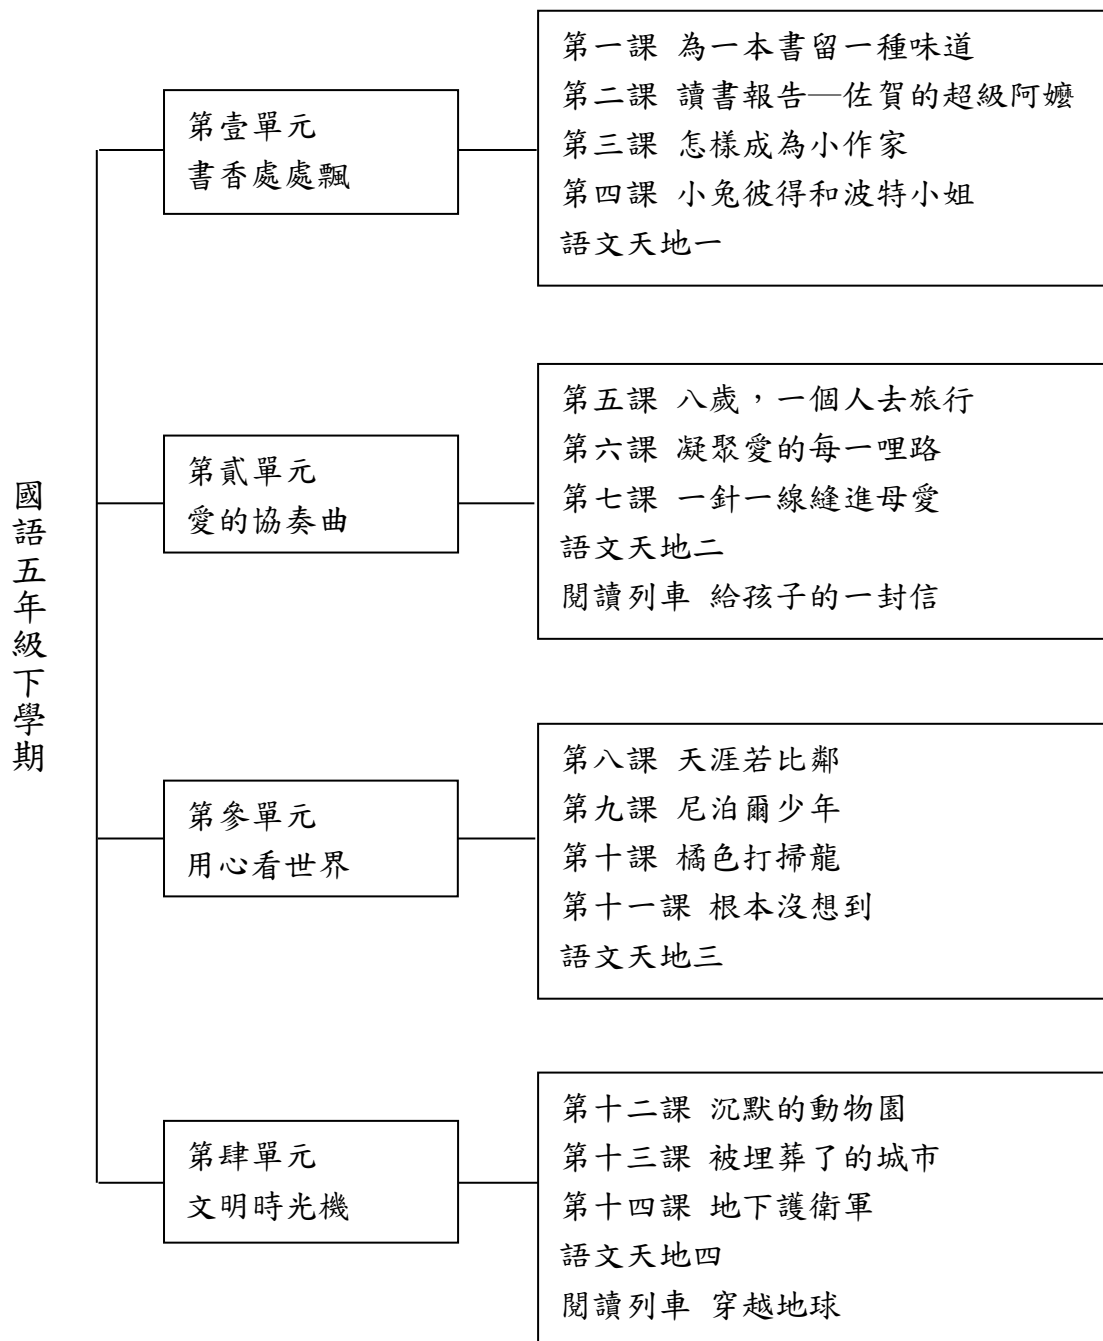 國語五年級下學期
第壹單元
書香處處飄
第一課 為一本書留一種味道
第二課 讀書報告—佐賀的超級阿嬤
第三課 怎樣成為小作家
第四課 小兔彼得和波特小姐
語文天地一
第貳單元
愛的協奏曲
第五課 八歲，一個人去旅行
第六課 凝聚愛的每一哩路
第七課 一針一線縫進母愛
語文天地二
閱讀列車 給孩子的一封信
第參單元
用心看世界
第八課 天涯若比鄰
第九課 尼泊爾少年
第十課 橘色打掃龍
第十一課 根本沒想到
語文天地三
第肆單元
文明時光機
第十二課 沉默的動物園
第十三課 被埋葬了的城市
第十四課 地下護衛軍
語文天地四
閱讀列車 穿越地球